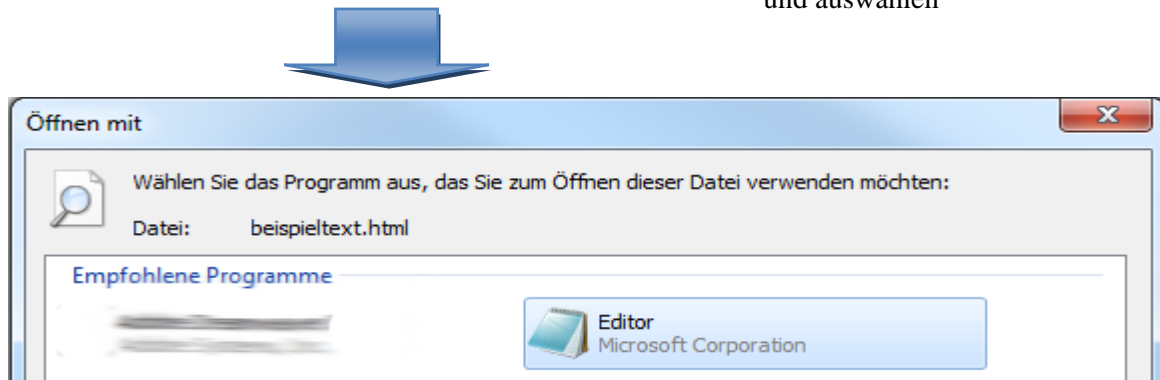 und auswählen
Öffnen mit
Wählen Sie das Programm aus, das Sie zum Öffnen dieser Datei verwenden möchten:
Datei: beispieltext.html
Empfohlene Programme
Editor
Microsoft Corporation